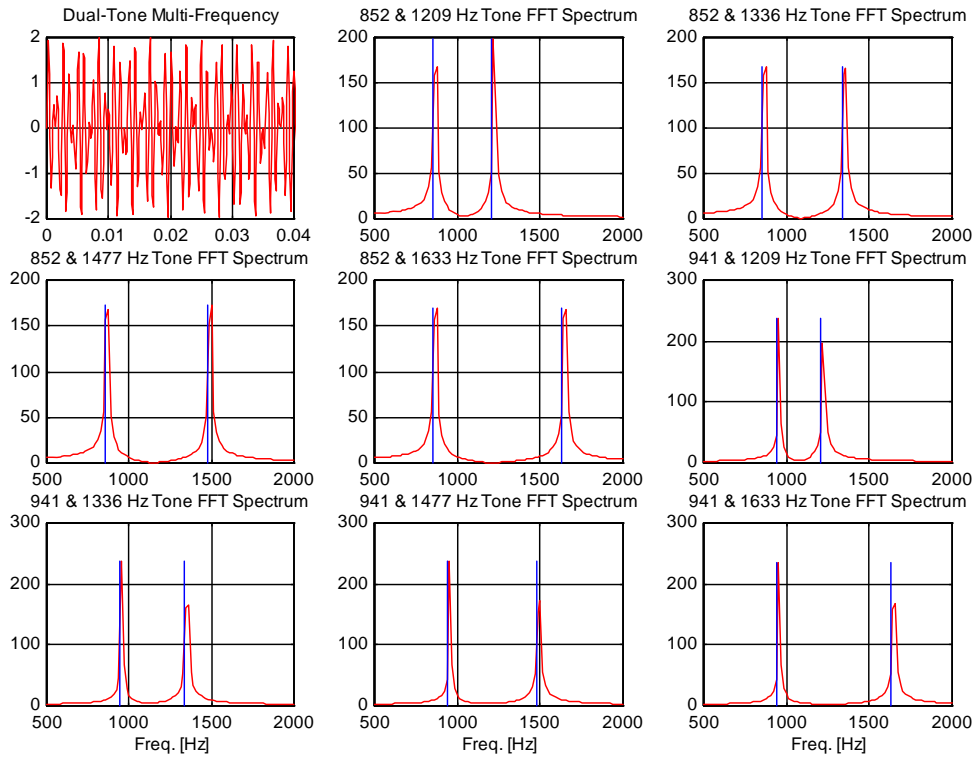 Dual-Tone Multi-Frequency
2
1
0
-1
-2
0 0.01 0.02 0.03 0.04
852 & 1209 Hz Tone FFT Spectrum
200
150
100
50
0
500 1000 1500 2000
852 & 1336 Hz Tone FFT Spectrum
200
150
100
50
0
500 1000 1500 2000
852 & 1477 Hz Tone FFT Spectrum
200
150
100
50
0
500 1000 1500 2000
852 & 1633 Hz Tone FFT Spectrum
200
150
100
50
0
500 1000 1500 2000
941 & 1209 Hz Tone FFT Spectrum
300
200
100
0
500 1000 1500 2000
941 & 1336 Hz Tone FFT Spectrum
300
200
100
0
500 1000 1500 2000
Freq. [Hz]
941 & 1477 Hz Tone FFT Spectrum
300
200
100
0
500 1000 1500 2000
Freq. [Hz]
941 & 1633 Hz Tone FFT Spectrum
300
200
100
0
500 1000 1500 2000
Freq. [Hz]